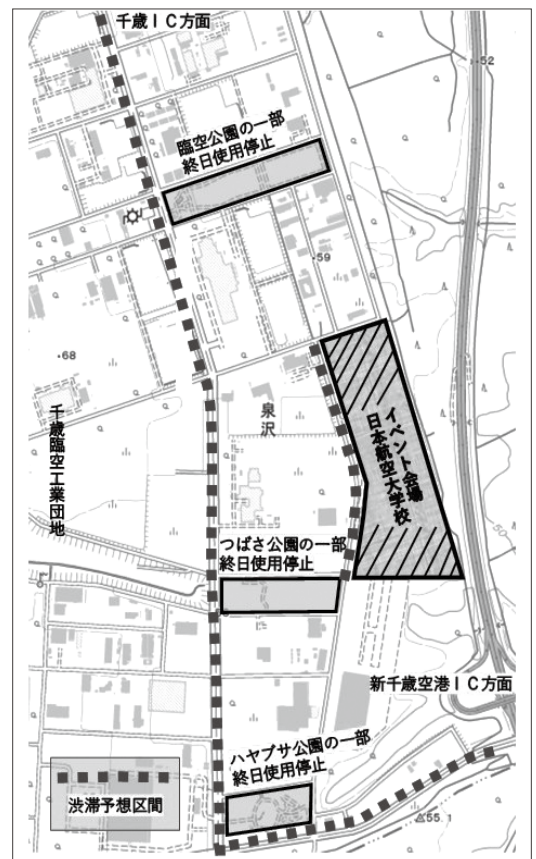 千歳ＩＣ方面
・52
臨空公園の一部
終日使用停止
・59
・68
千歳臨空工業団地
泉沢
イベント会場
日本航空大学校
つばさ公園の一部
終日使用停止
新千歳空港ＩＣ方面
ハヤブサ公園の一部
終日使用停止
渋滞予想区間
△55.1